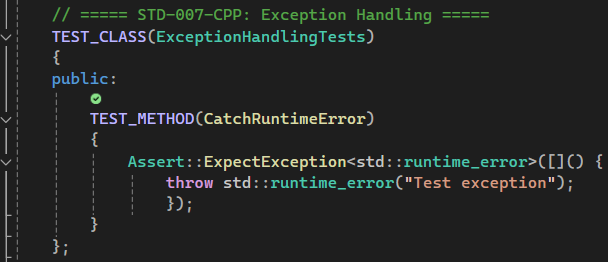 // ===== STD-007-CPP: Exception Handling =====
TEST_CLASS(ExceptionHandlingTests)
{
public:
TEST_METHOD(CatchRuntimeError)
{
Assert::ExpectException<std::runtime_error>([]() {
throw std::runtime_error("Test exception");
});
}
};